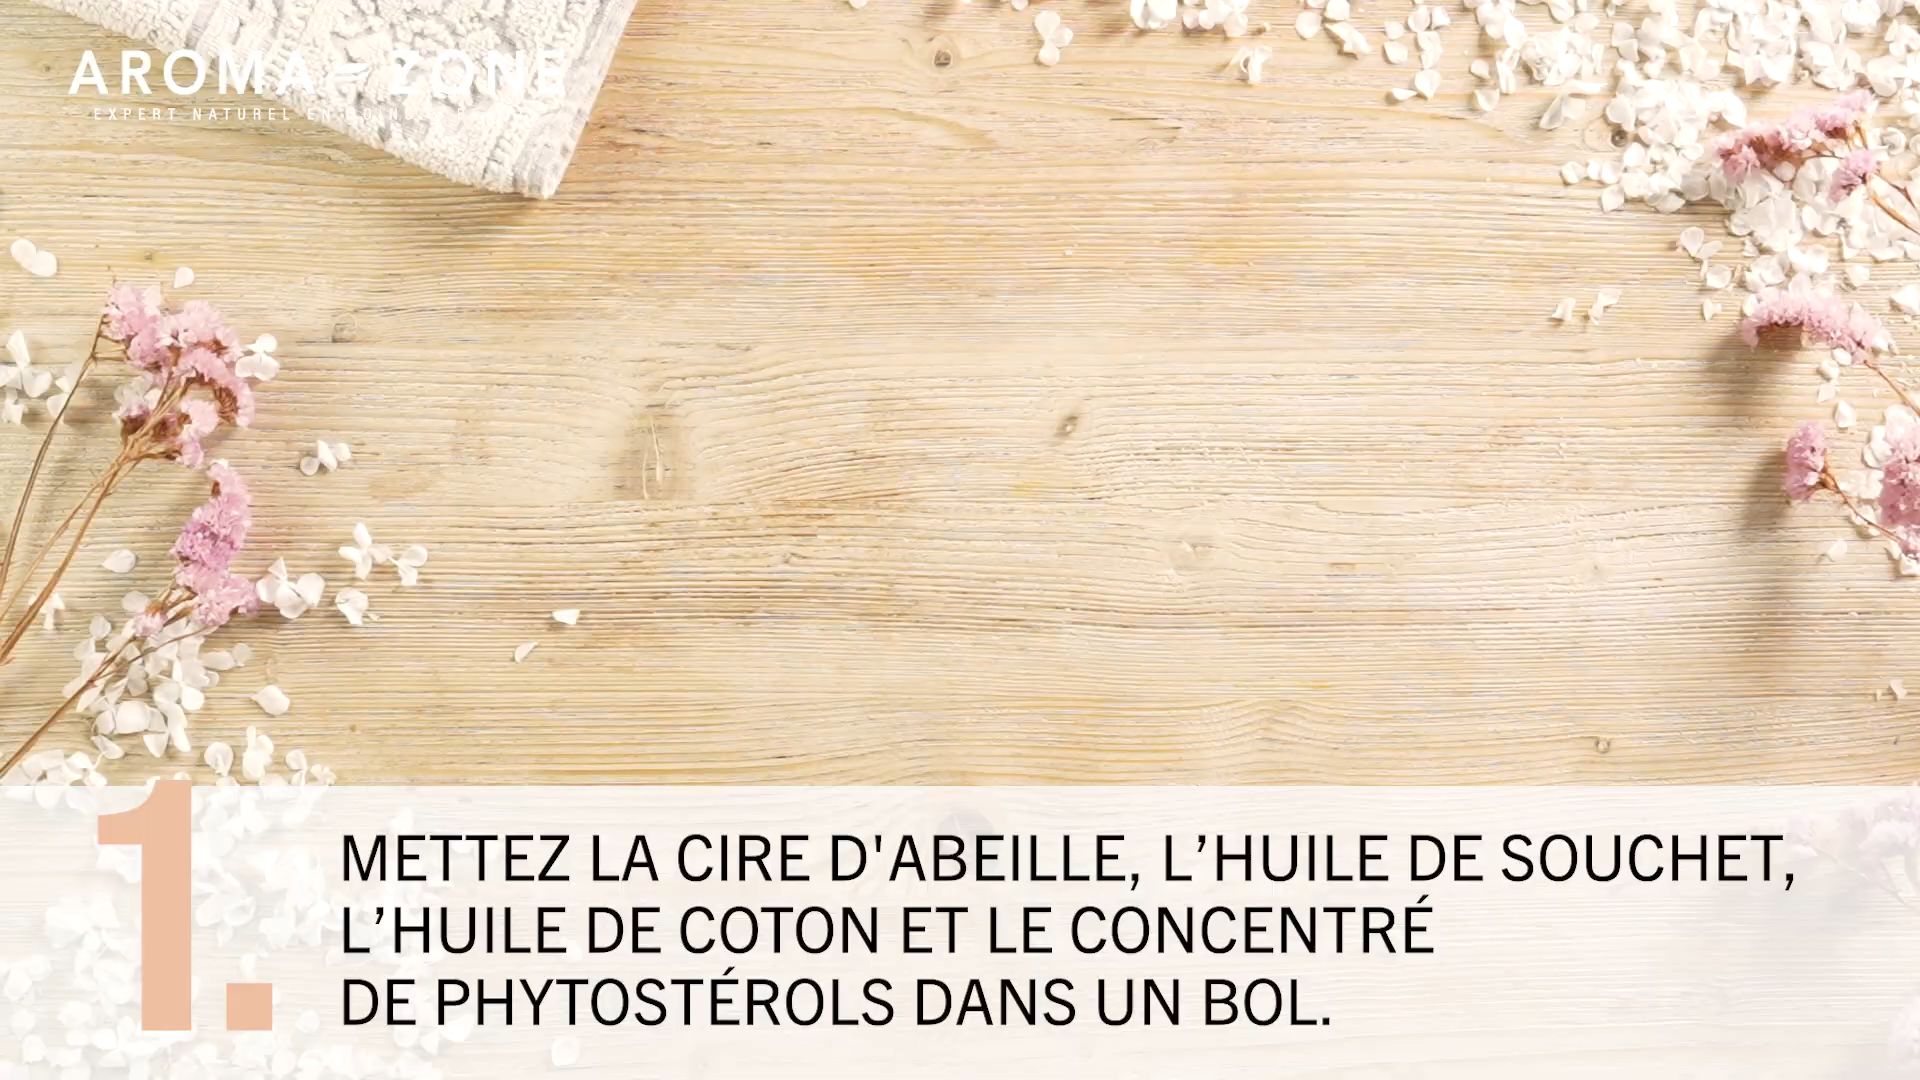 AROMA-ZONE
EXPERT NATUREL EN
1.
METTEZ LA CIRE D'ABEILLE, L’HUILE DE SOUCHET,
L’HUILE DE COTON ET LE CONCENTRÉ
DE PHYTOSTÉROLS DANS UN BOL.